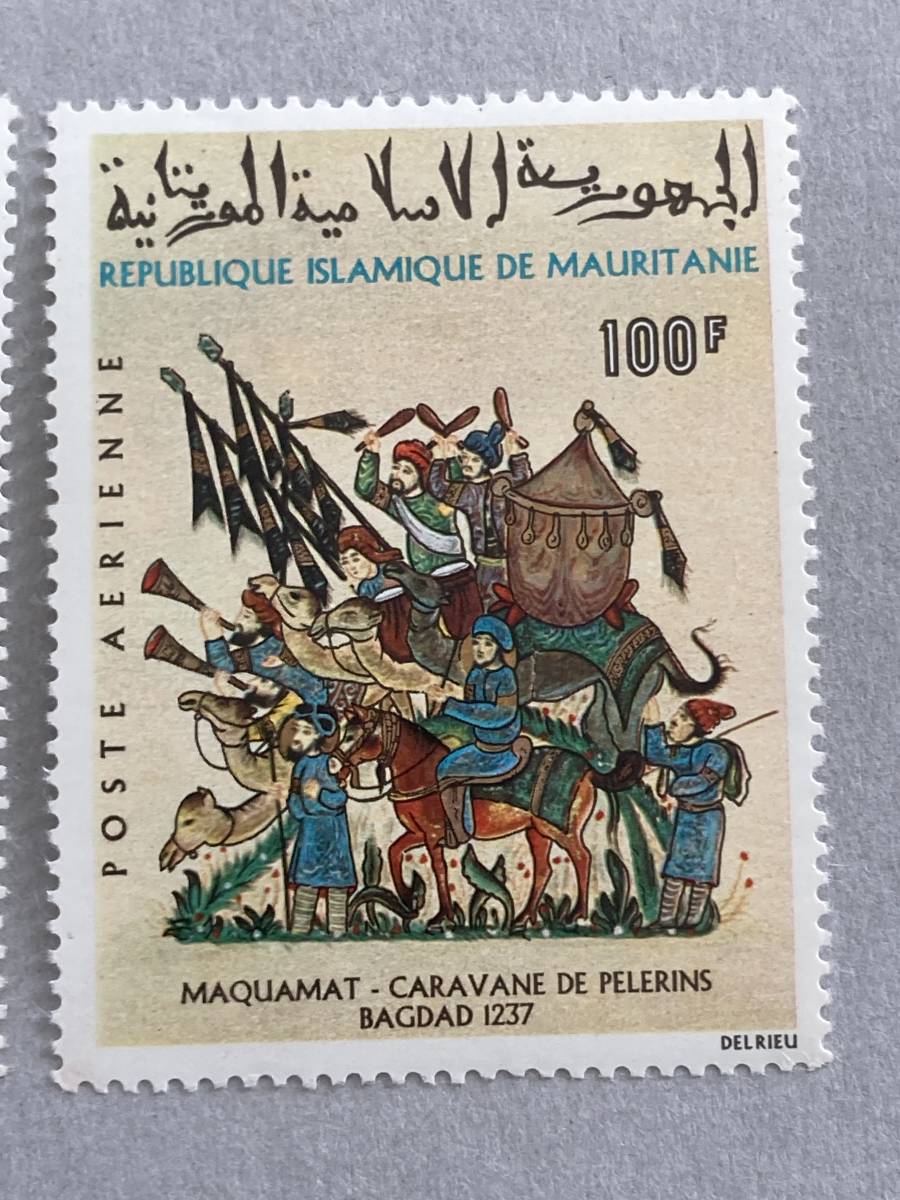 الجمهورية الاسلامية الموريتانية
REPUBLIQUE ISLAMIQUE DE MAURITANIE
100F
POSTE AERIENNE
MAQUAMAT - CARAVANE DE PELERINS
BAGDAD 1237
DELRIEU